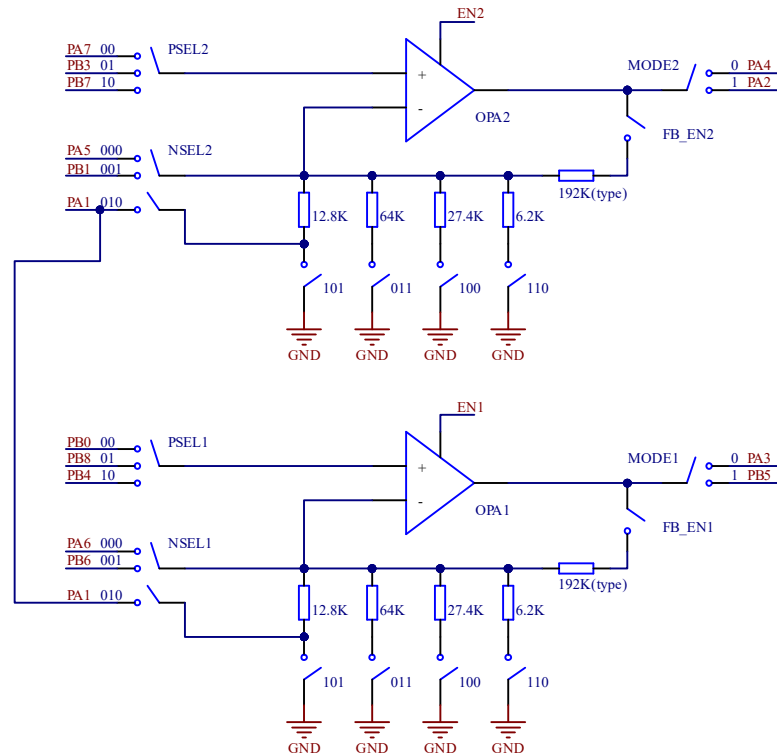 EN2
PA7 00 PSEL2
PB3 01
PB7 10
+
-
OPA2
MODE2 0 PA4
1 PA2
FB_EN2
PA5 000 NSEL2
PB1 001
PA1 010
192K(type)
12.8K 64K 27.4K 6.2K
101 011 100 110
GND GND GND GND
EN1
PB0 00 PSEL1
PB8 01
PB4 10
+
-
OPA1
MODE1 0 PA3
1 PB5
FB_EN1
PA6 000 NSEL1
PB6 001
PA1 010
192K(type)
12.8K 64K 27.4K 6.2K
101 011 100 110
GND GND GND GND